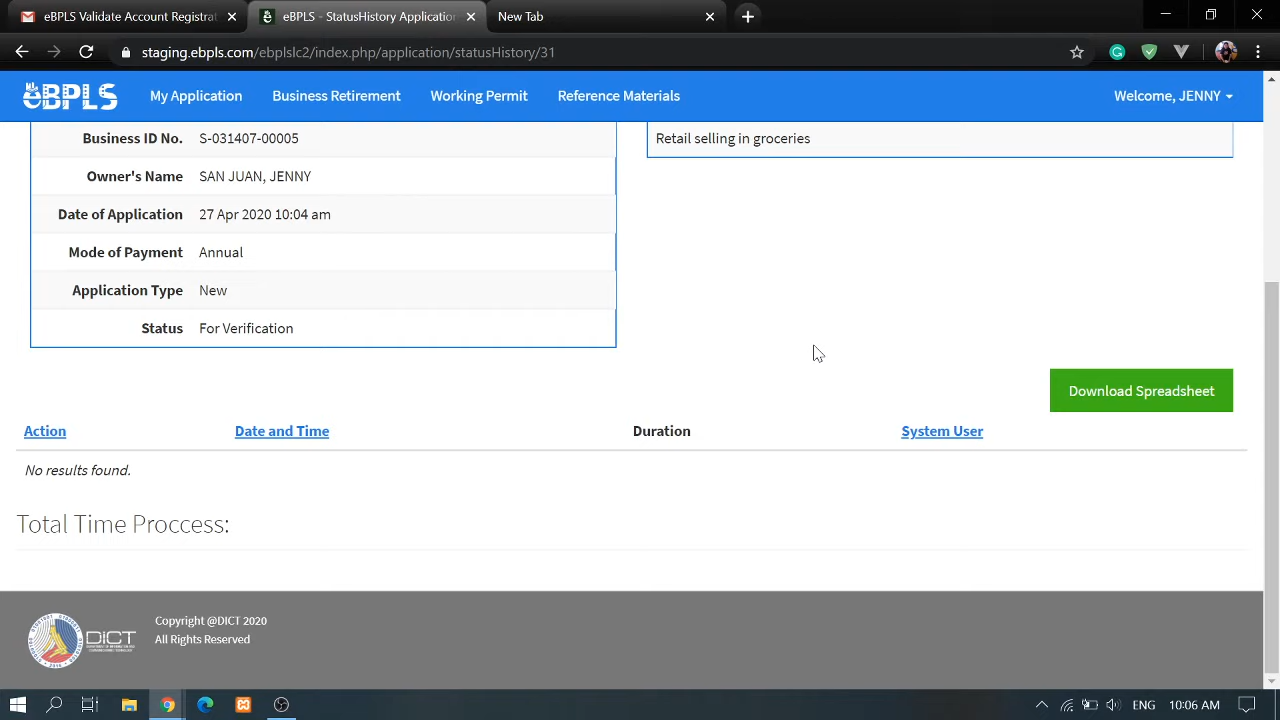 eBPLS Validate Account Registrat
eBPLS - StatusHistory Application
New Tab
staging.ebpls.com/ebplslc2/index.php/application/statusHistory/31
eBPLS
My Application
Business Retirement
Working Permit
Reference Materials
Welcome, JENNY
Business ID No. S-031407-00005
Retail selling in groceries
Owner's Name SAN JUAN, JENNY
Date of Application 27 Apr 2020 10:04 am
Mode of Payment Annual
Application Type New
Status For Verification
Download Spreadsheet
Action Date and Time Duration System User
No results found.
Total Time Proccess:
DICT
Copyright @DICT 2020
All Rights Reserved
ENG
10:06 AM